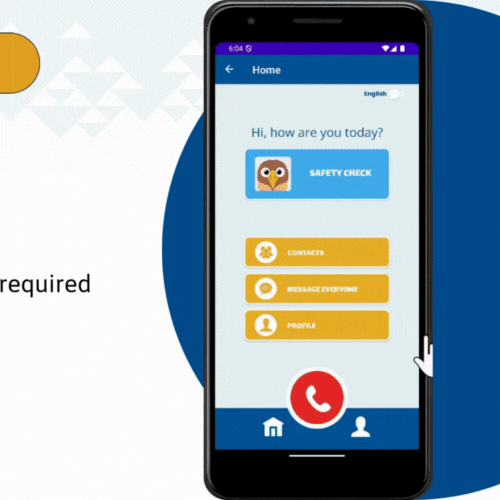 6:04
Home
English
Hi, how are you today?
SAFETY CHECK
CONTACTS
MESSAGE EVERYONE
required
PROFILE